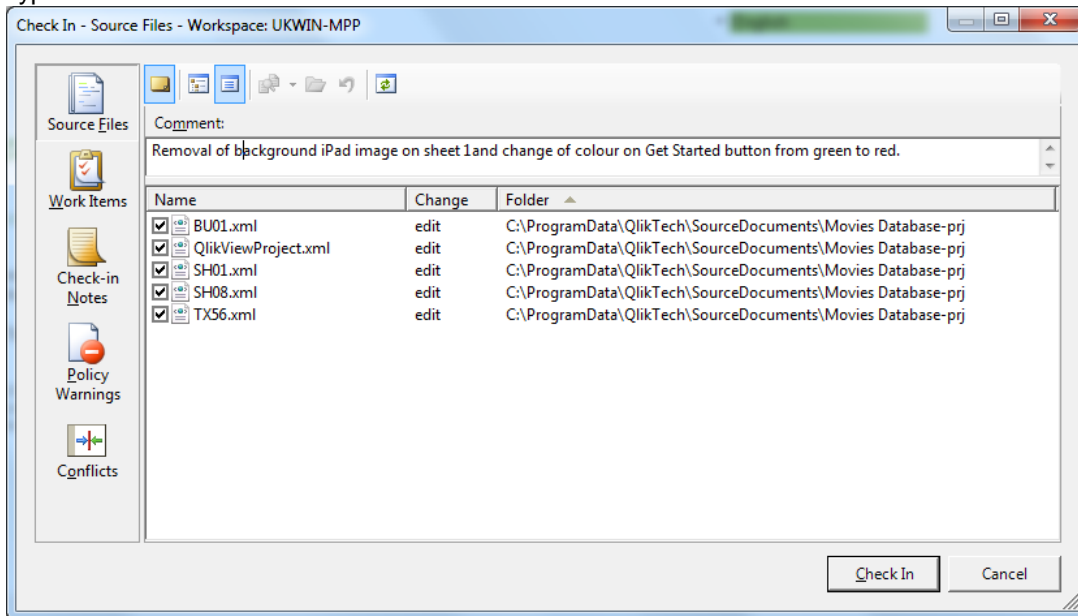 Check In - Source Files - Workspace: UKWIN-MPP
Source Files
Comment:
Removal of background iPad image on sheet 1and change of colour on Get Started button from green to red.
Work Items
Name Change Folder
BU01.xml edit C:\ProgramData\QlikTech\SourceDocuments\Movies Database-prj
QlikViewProject.xml edit C:\ProgramData\QlikTech\SourceDocuments\Movies Database-prj
SH01.xml edit C:\ProgramData\QlikTech\SourceDocuments\Movies Database-prj
SH08.xml edit C:\ProgramData\QlikTech\SourceDocuments\Movies Database-prj
TX56.xml edit C:\ProgramData\QlikTech\SourceDocuments\Movies Database-prj
Check-in
Notes
Policy
Warnings
Conflicts
Check In Cancel